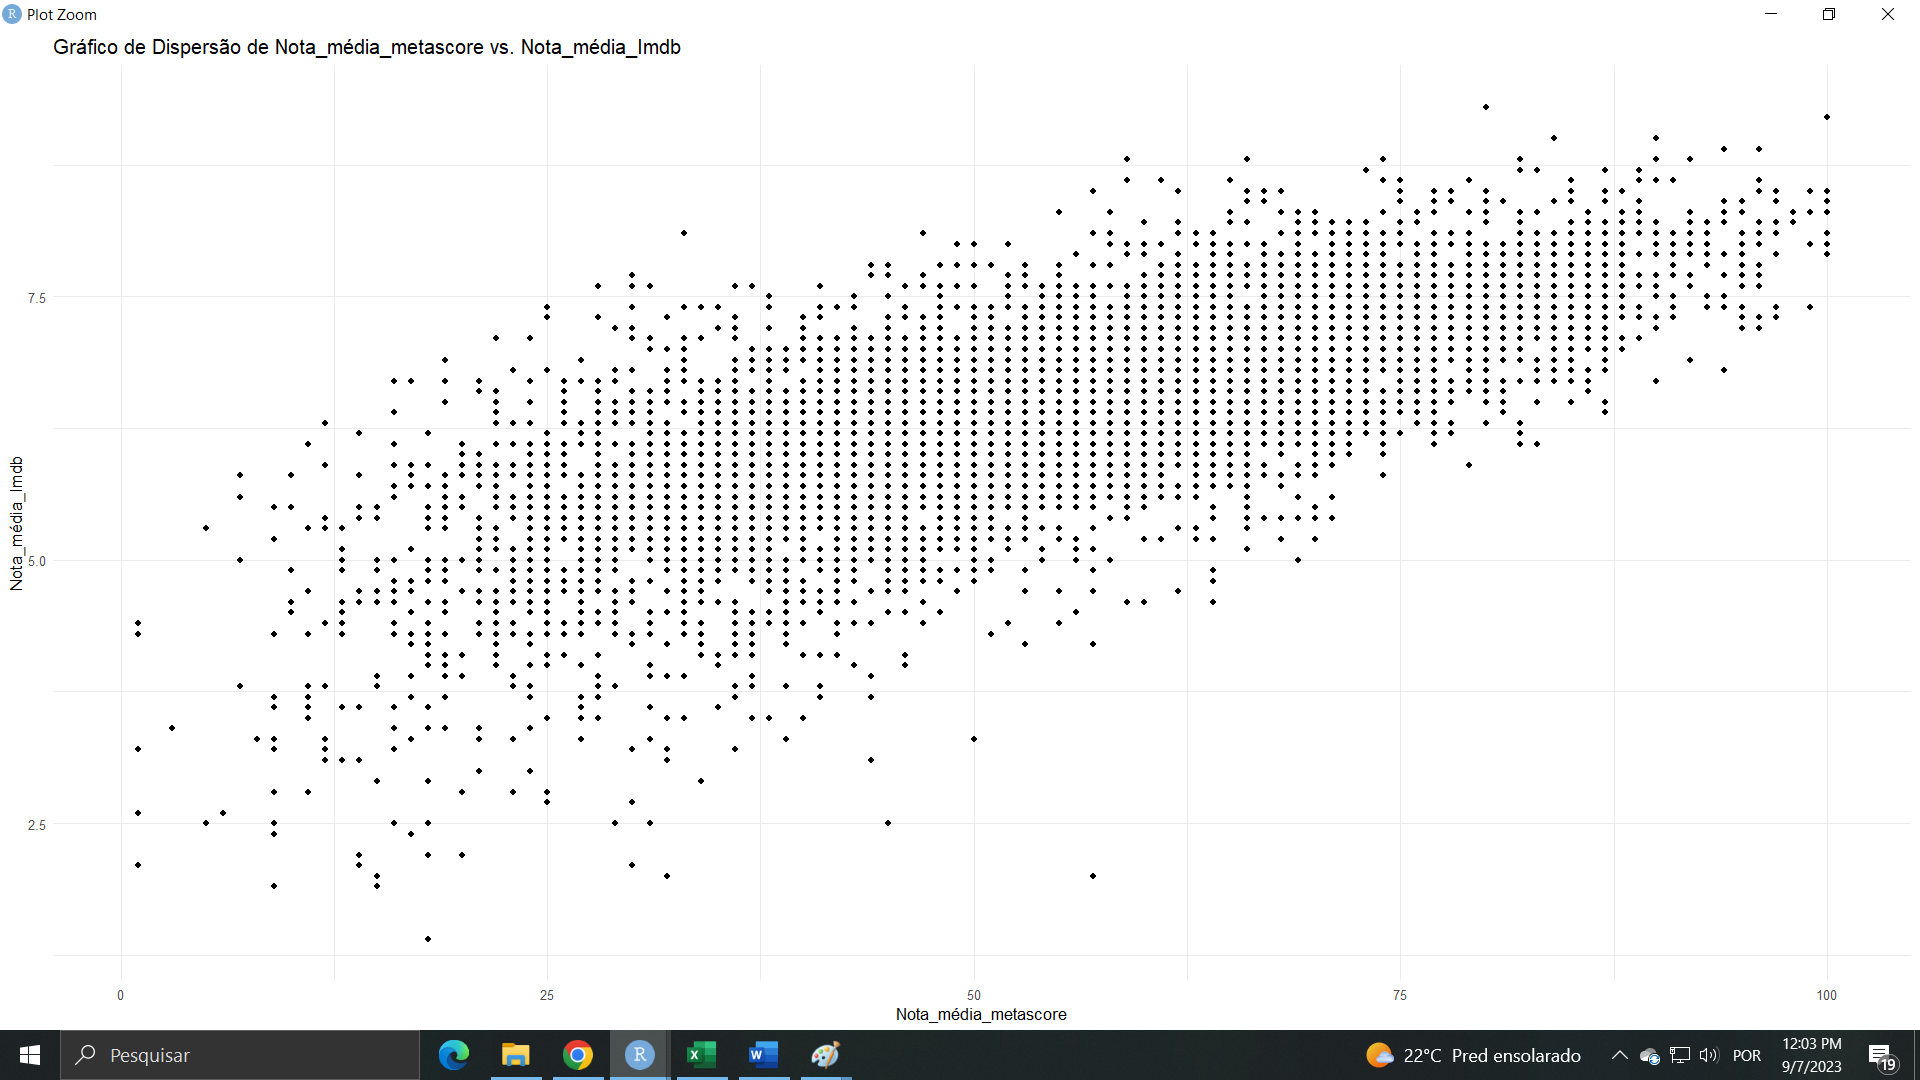 R Plot Zoom
Gráfico de Dispersão de Nota_média_metascore vs. Nota_média_Imdb
Nota_média_Imdb
7.5
5.0
2.5
0 25 50 75 100
Nota_média_metascore
Pesquisar
R
22°C Pred ensolarado
POR
12:03 PM
9/7/2023
19